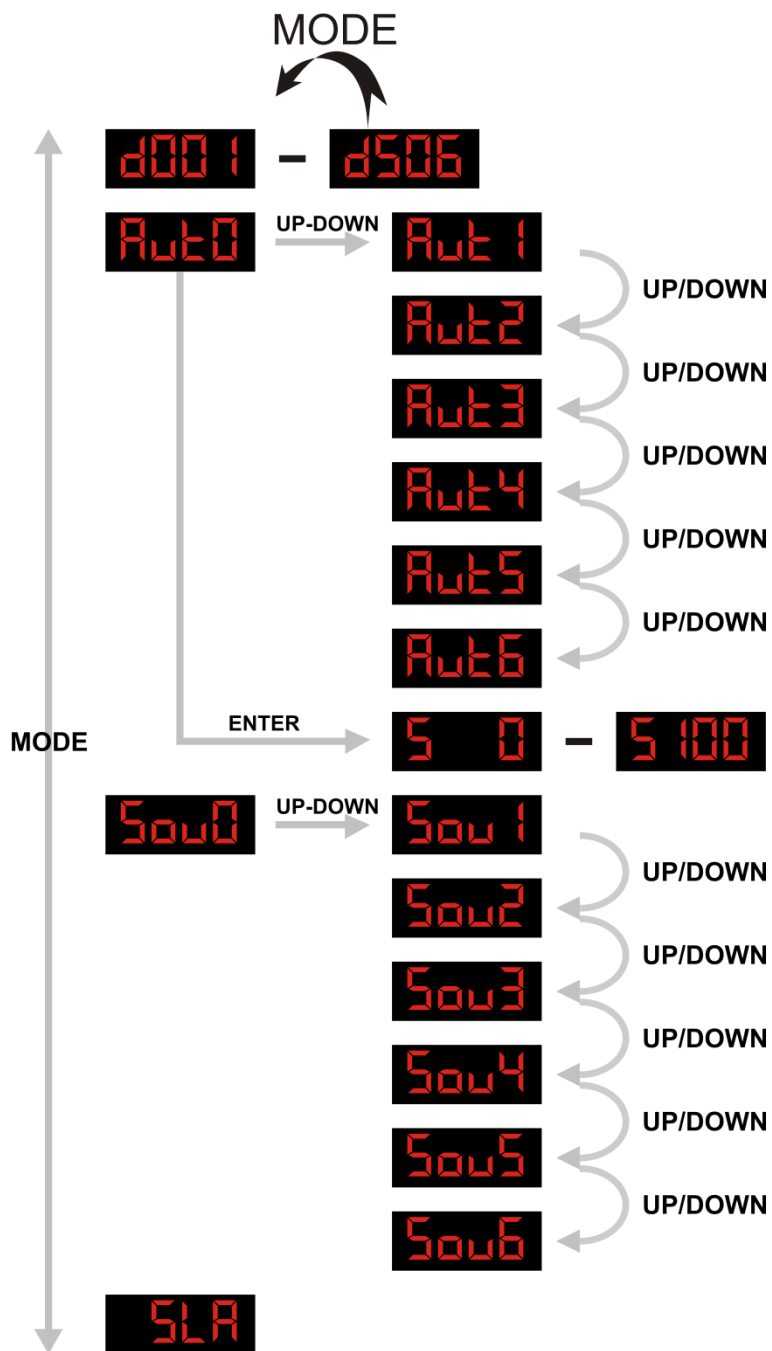 MODE
d001 - d506
Aut0 UP-DOWN Aut1
UP/DOWN
Aut2
UP/DOWN
Aut3
UP/DOWN
Aut4
UP/DOWN
Aut5
UP/DOWN
Aut6
MODE
ENTER S 0 - S100
Sou0 UP-DOWN Sou1
UP/DOWN
Sou2
UP/DOWN
Sou3
UP/DOWN
Sou4
UP/DOWN
Sou5
UP/DOWN
Sou6
SLA